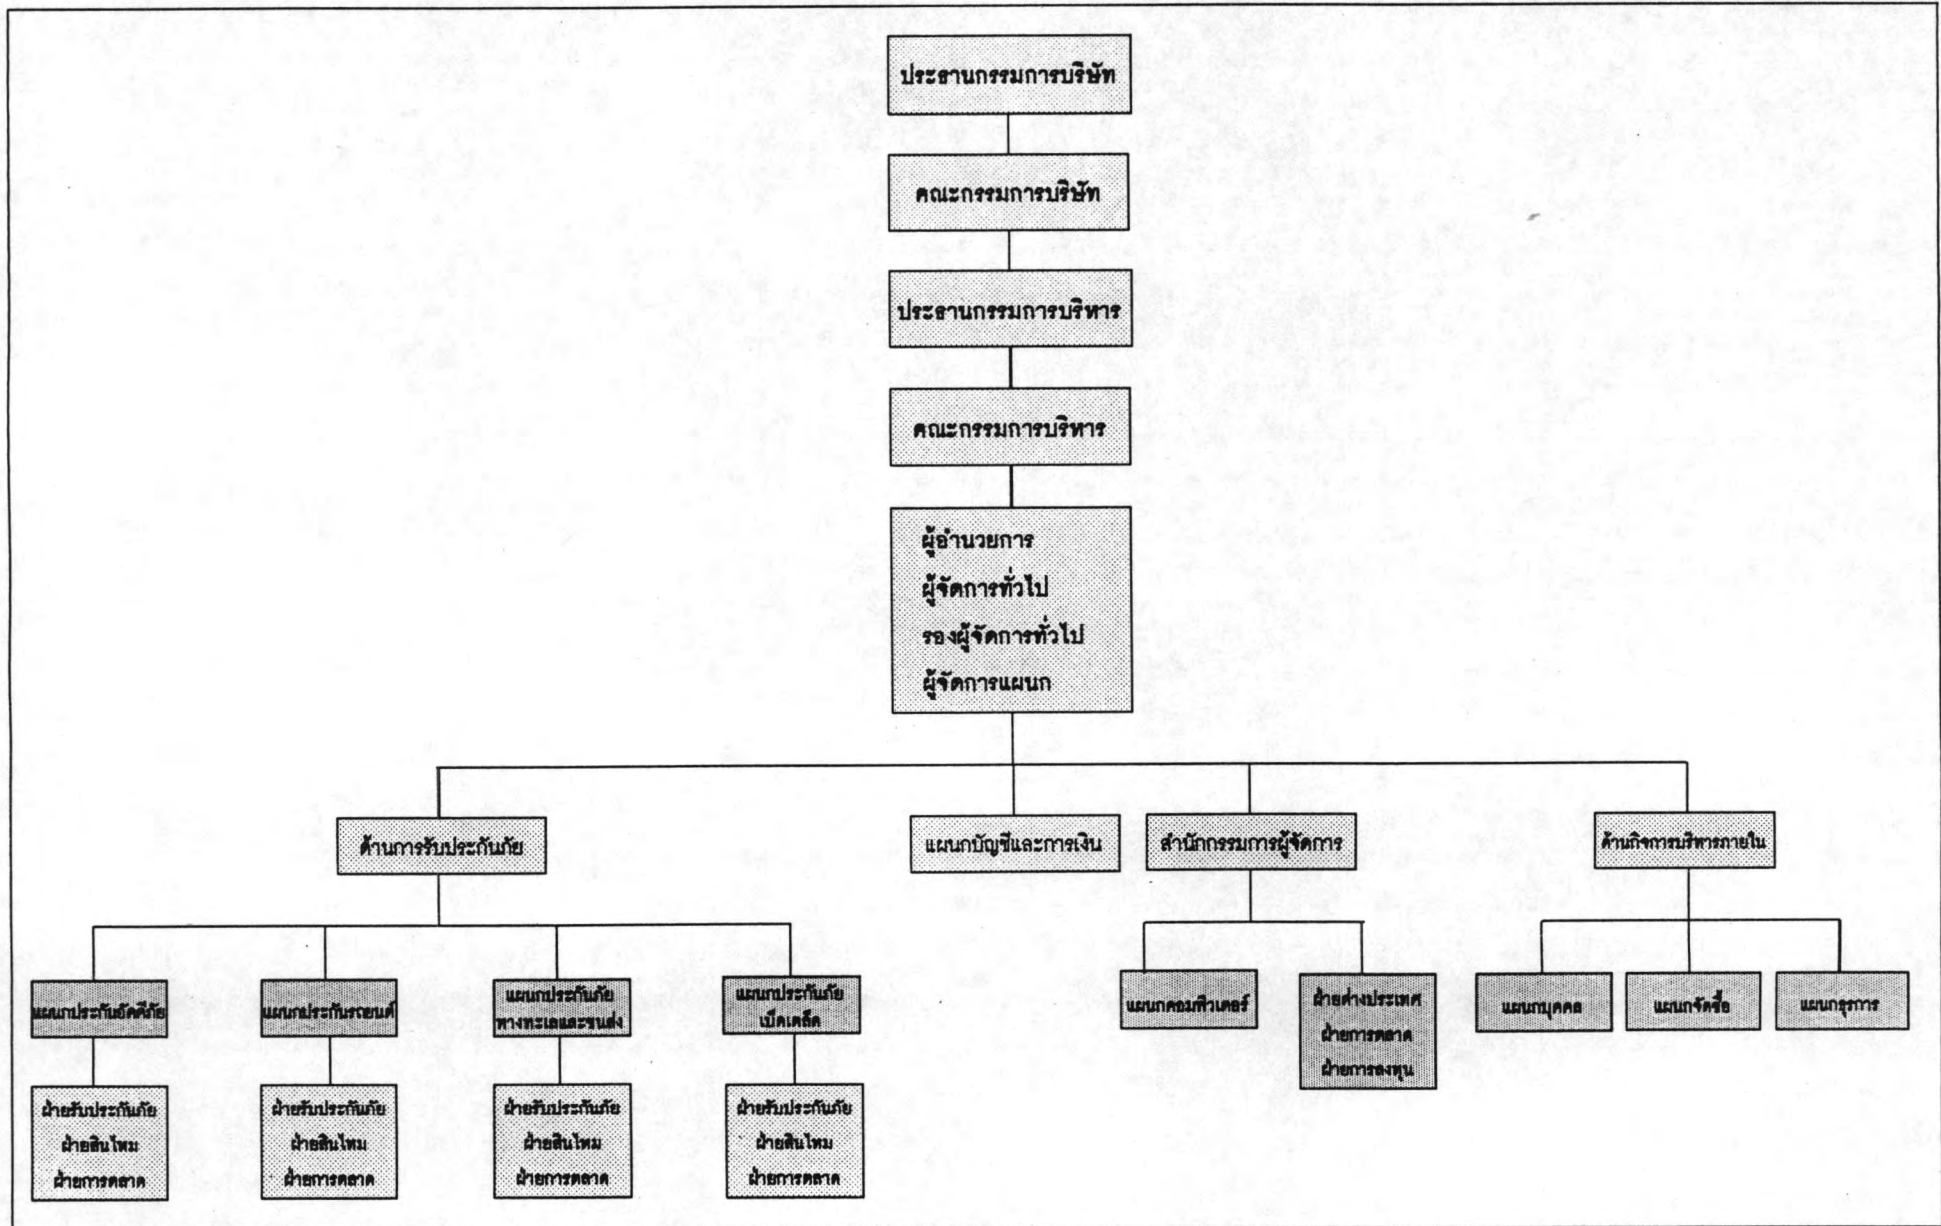 ประธานกรรมการบริษัท
คณะกรรมการบริษัท
ประธานกรรมการบริหาร
คณะกรรมการบริหาร
ผู้อำนวยการ
ผู้จัดการทั่วไป
รองผู้จัดการทั่วไป
ผู้จัดการแผนก
ด้านการรับประกันภัย
แผนกบัญชีและการเงิน
สำนักกรรมการผู้จัดการ
ด้านกิจการบริหารภายใน
แผนกประกันอัคคีภัย
แผนกประกันรถยนต์
แผนกประกันภัย
ทางทะเลและขนส่ง
แผนกประกันภัย
เบ็ดเตล็ด
แผนกคอมพิวเตอร์
ฝ่ายต่างประเทศ
ฝ่ายการตลาด
ฝ่ายการลงทุน
แผนกบุคคล
แผนกจัดซื้อ
แผนกธุรการ
ฝ่ายรับประกันภัย
ฝ่ายสินไหม
ฝ่ายการตลาด
ฝ่ายรับประกันภัย
ฝ่ายสินไหม
ฝ่ายการตลาด
ฝ่ายรับประกันภัย
ฝ่ายสินไหม
ฝ่ายการตลาด
ฝ่ายรับประกันภัย
ฝ่ายสินไหม
ฝ่ายการตลาด